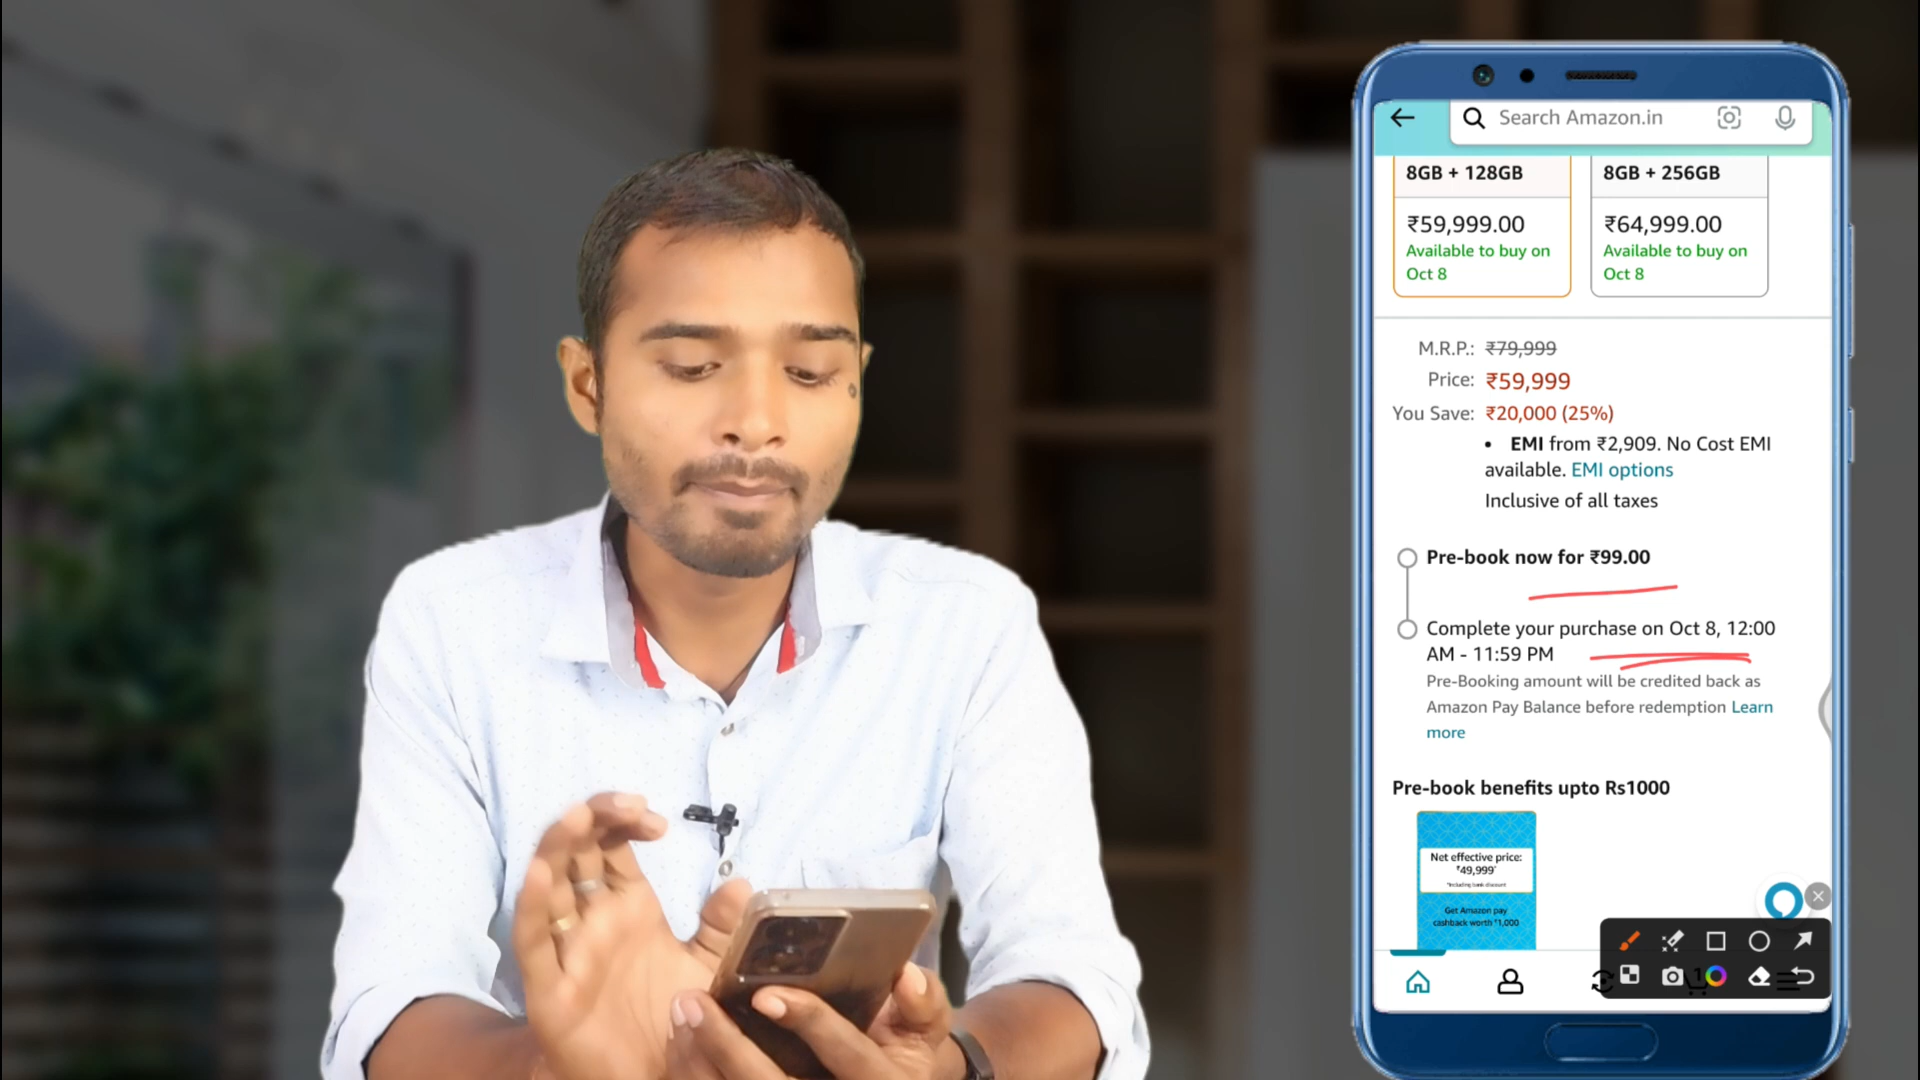 Search Amazon.in
8GB + 128GB
₹59,999.00
Available to buy on
Oct 8
8GB + 256GB
₹64,999.00
Available to buy on
Oct 8
M.R.P.: ₹79,999
Price: ₹59,999
You Save: ₹20,000 (25%)
• EMI from ₹2,909. No Cost EMI
available. EMI options
Inclusive of all taxes
Pre-book now for ₹99.00
Complete your purchase on Oct 8, 12:00
AM - 11:59 PM
Pre-Booking amount will be credited back as
Amazon Pay Balance before redemption Learn
more
Pre-book benefits upto Rs1000
Net effective price:
₹49,999*
*Including bank discount
Get Amazon pay
cashback worth ₹1,000
1